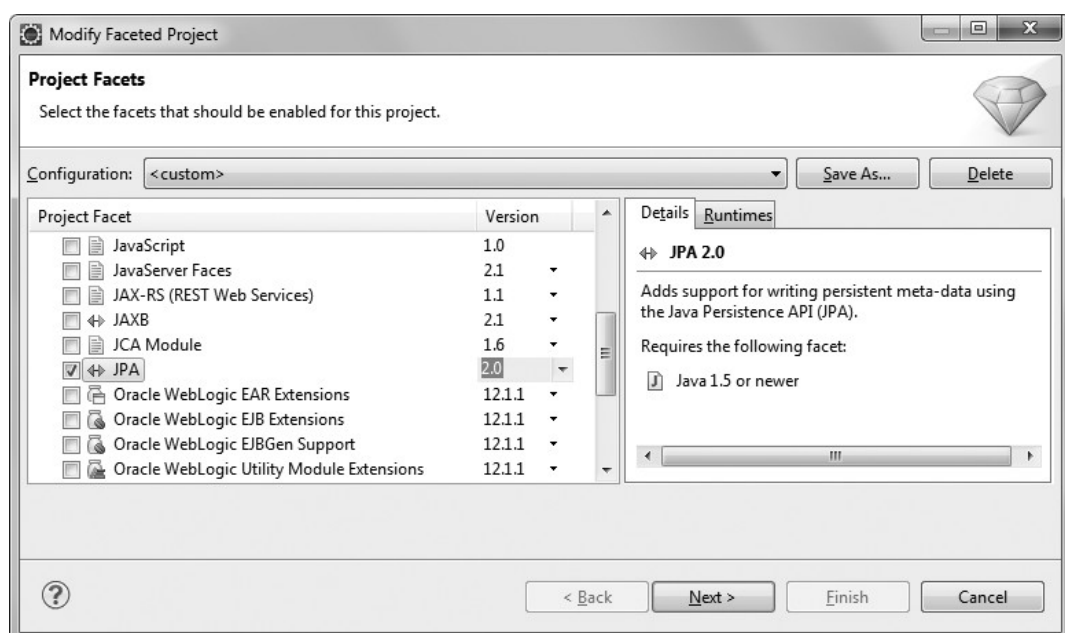 Modify Faceted Project
Project Facets
Select the facets that should be enabled for this project.
Configuration: <custom> Save As... Delete
Project Facet Version
JavaScript 1.0
JavaServer Faces 2.1
JAX-RS (REST Web Services) 1.1
JAXB 2.1
JCA Module 1.6
JPA 2.0
Oracle WebLogic EAR Extensions 12.1.1
Oracle WebLogic EJB Extensions 12.1.1
Oracle WebLogic EJBGen Support 12.1.1
Oracle WebLogic Utility Module Extensions 12.1.1
Details Runtimes
JPA 2.0
Adds support for writing persistent meta-data using
the Java Persistence API (JPA).
Requires the following facet:
J Java 1.5 or newer
? < Back Next > Finish Cancel